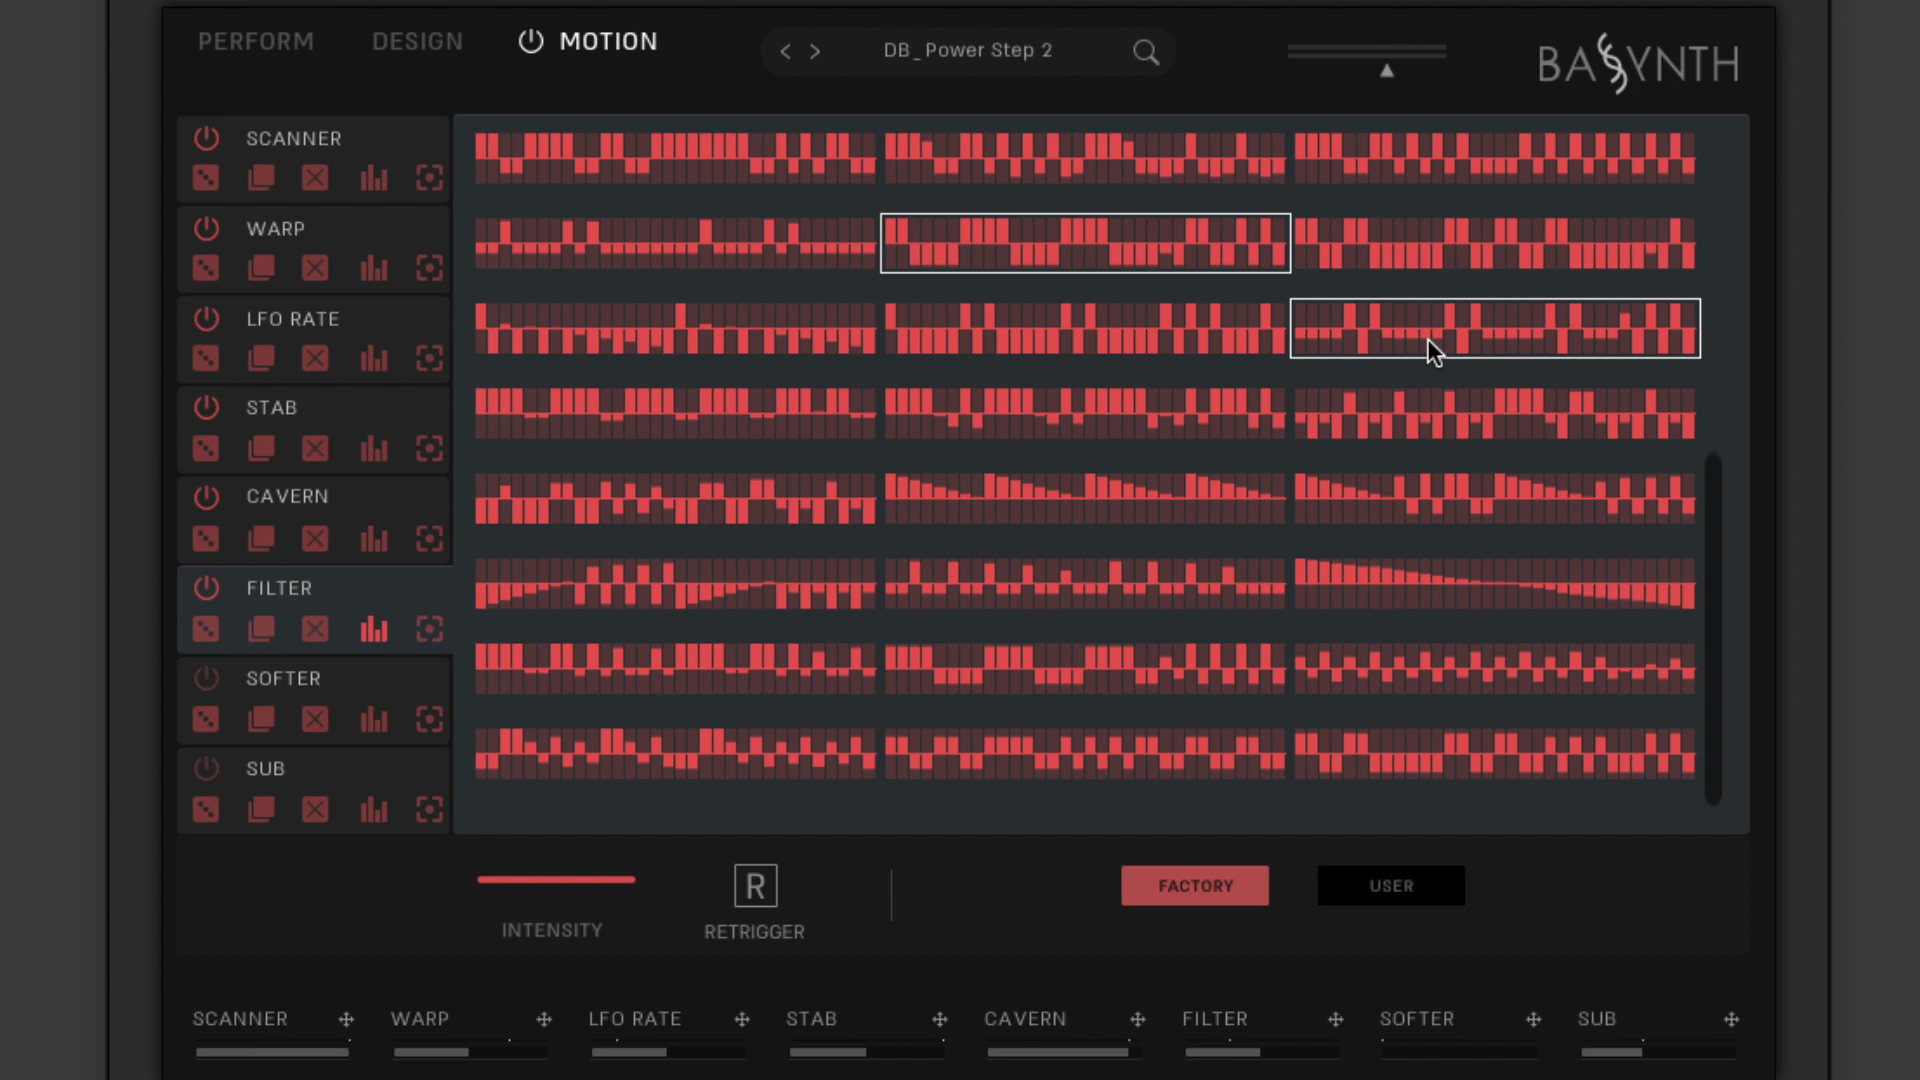 PERFORM DESIGN MOTION < > DB_Power Step 2 BASSYNTH
SCANNER
WARP
LFO RATE
STAB
CAVERN
FILTER
SOFTER
SUB
INTENSITY
R
RETRIGGER
FACTORY USER
SCANNER WARP LFO RATE STAB CAVERN FILTER SOFTER SUB